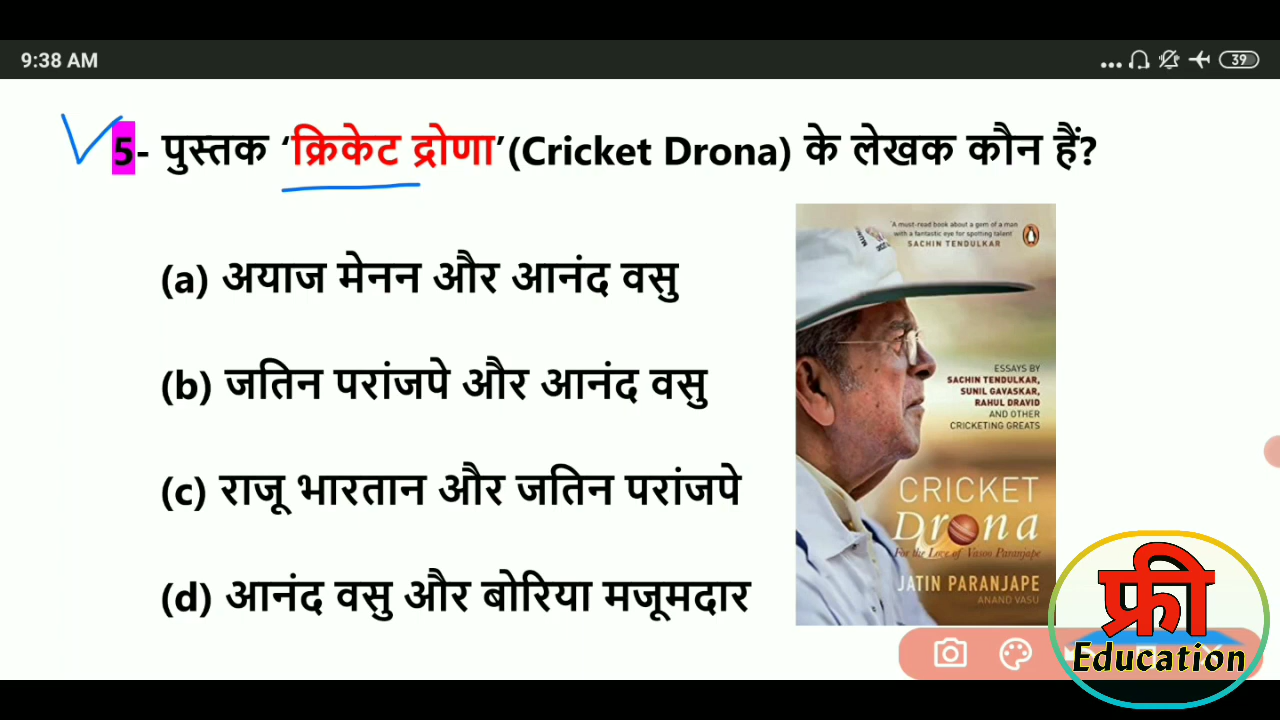 9:38 AM
39
5- पुस्तक ‘क्रिकेट द्रोणा’(Cricket Drona) के लेखक कौन हैं?
(a) अयाज मेनन और आनंद वसु
(b) जतिन परांजपे और आनंद वसु
(c) राजू भारतान और जतिन परांजपे
(d) आनंद वसु और बोरिया मजूमदार
'A must-read book about a gem of a man
with a fantastic eye for spotting talent'
SACHIN TENDULKAR
ESSAYS BY
SACHIN TENDULKAR,
SUNIL GAVASKAR,
RAHUL DRAVID
AND OTHER
CRICKETING GREATS
CRICKET
Drona
For the Love of Vasoo Paranjape
JATIN PARANJAPE
ANAND VASU
फ्री
Education